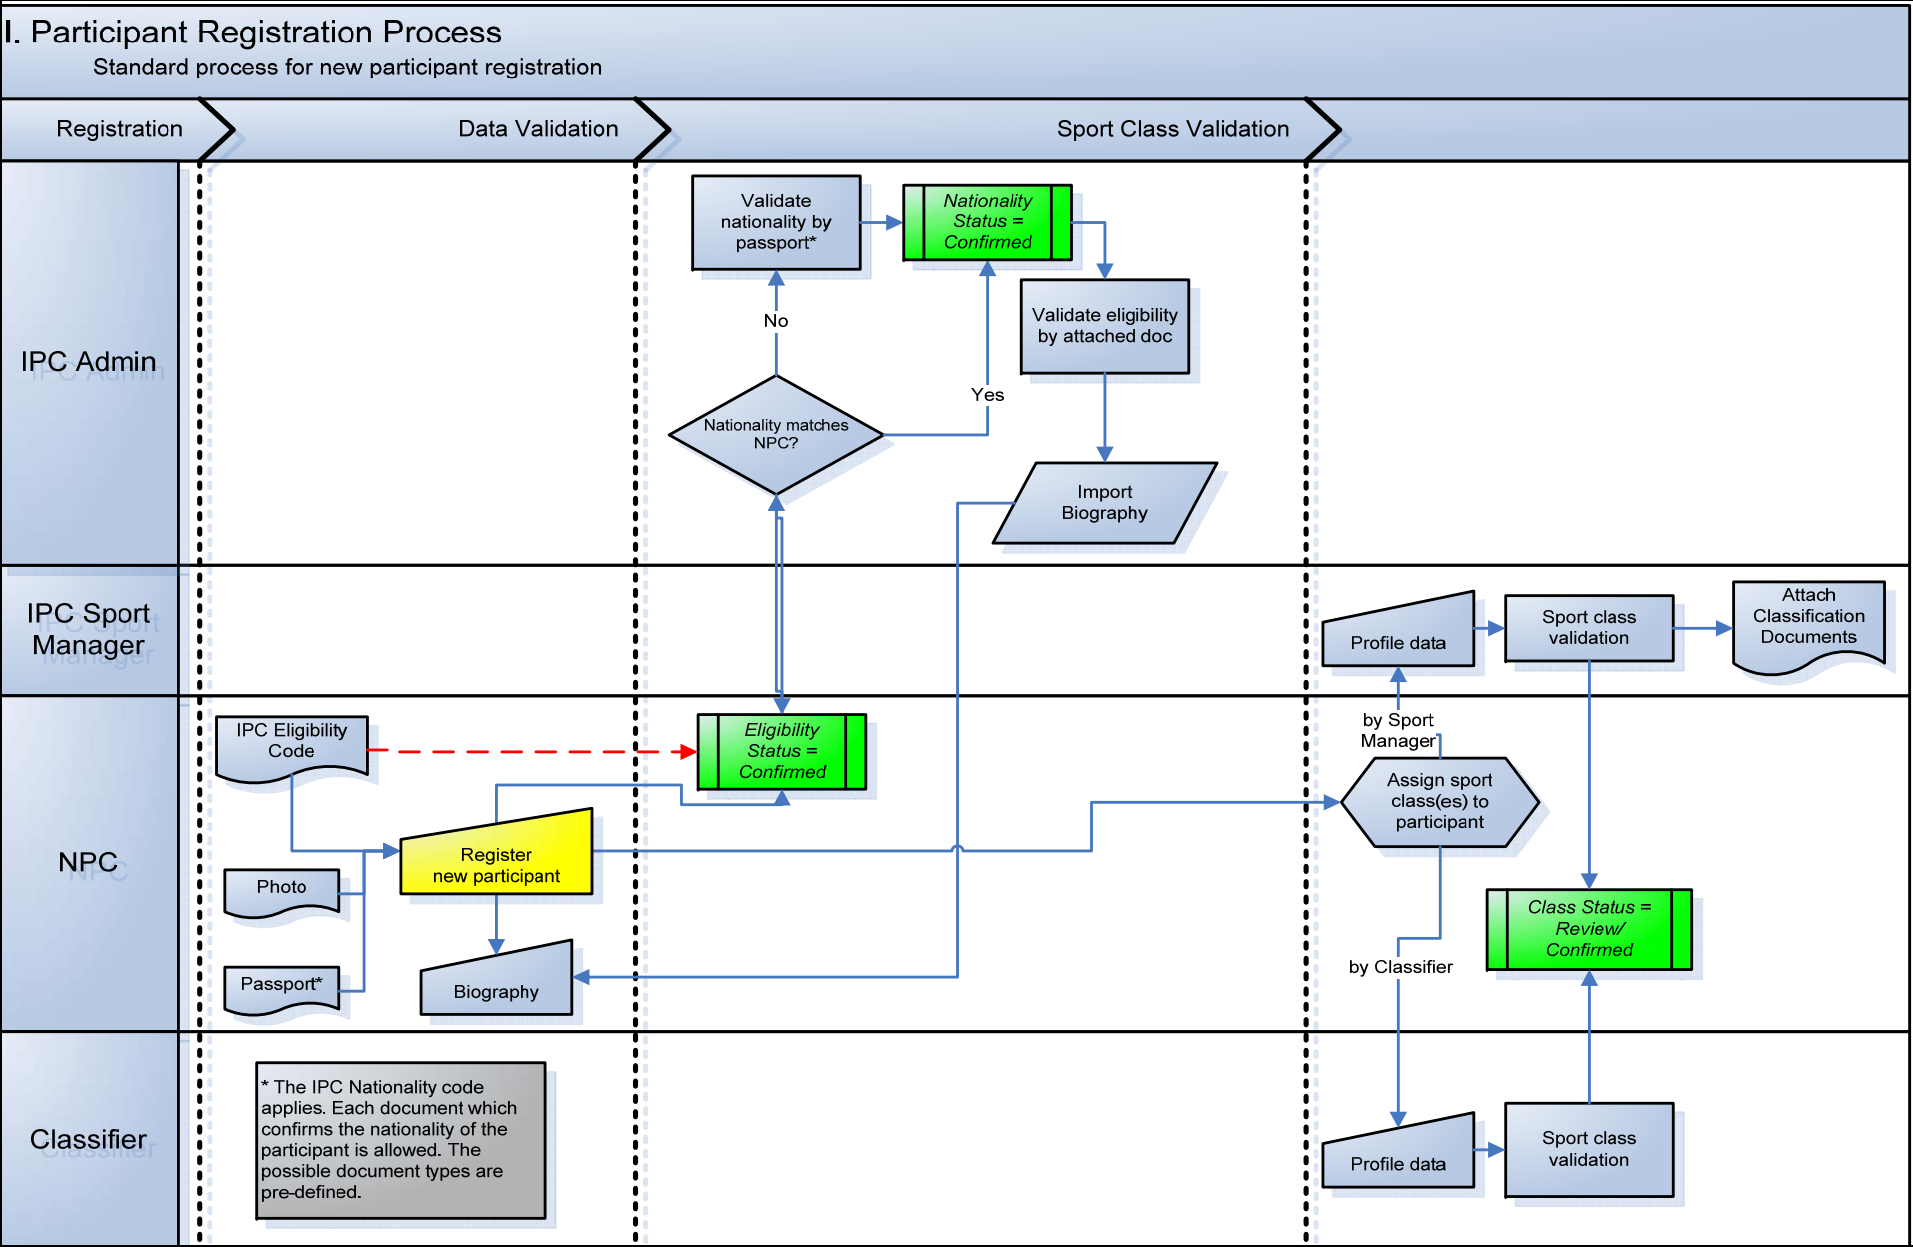 I. Participant Registration Process
Standard process for new participant registration
Registration
Data Validation
Sport Class Validation
IPC Admin
Validate
nationality by
passport*
Nationality
Status =
Confirmed
No
Validate eligibility
by attached doc
Yes
Nationality matches
NPC?
Import
Biography
IPC Sport
Manager
Profile data
Sport class
validation
Attach
Classification
Documents
NPC
IPC Eligibility
Code
Eligibility
Status =
Confirmed
by Sport
Manager
Assign sport
class(es) to
participant
Register
new participant
Photo
Passport*
Biography
Class Status =
Review/
Confirmed
by Classifier
Classifier
* The IPC Nationality code
applies. Each document which
confirms the nationality of the
participant is allowed. The
possible document types are
pre-defined.
Profile data
Sport class
validation